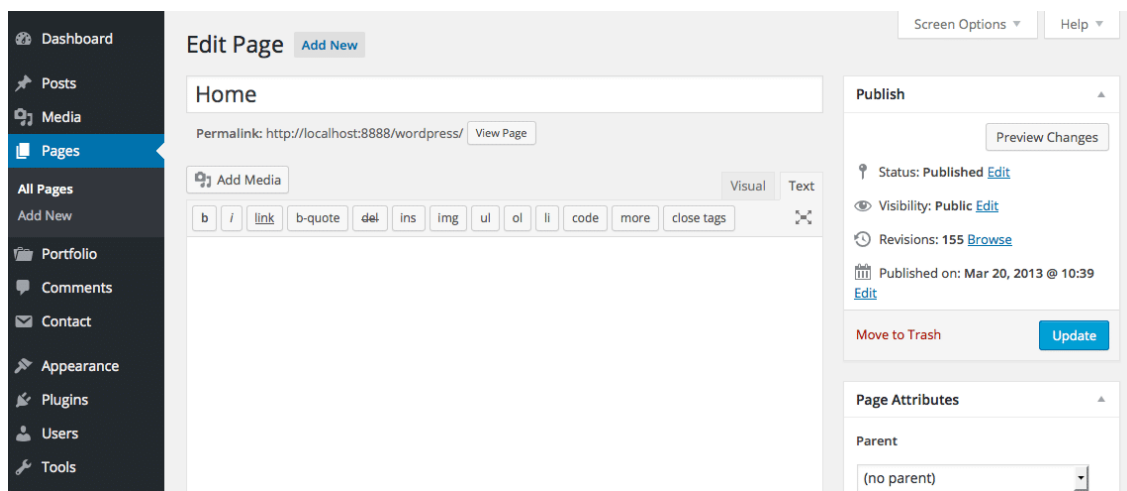 Dashboard
Posts
Media
Pages
All Pages
Add New
Portfolio
Comments
Contact
Appearance
Plugins
Users
Tools
Screen Options
Help
Edit Page Add New
Home
Permalink: http://localhost:8888/wordpress/ View Page
Add Media
Visual Text
b i link b-quote del ins img ul ol li code more close tags
Publish
Preview Changes
Status: Published Edit
Visibility: Public Edit
Revisions: 155 Browse
Published on: Mar 20, 2013 @ 10:39
Edit
Move to Trash Update
Page Attributes
Parent
(no parent)